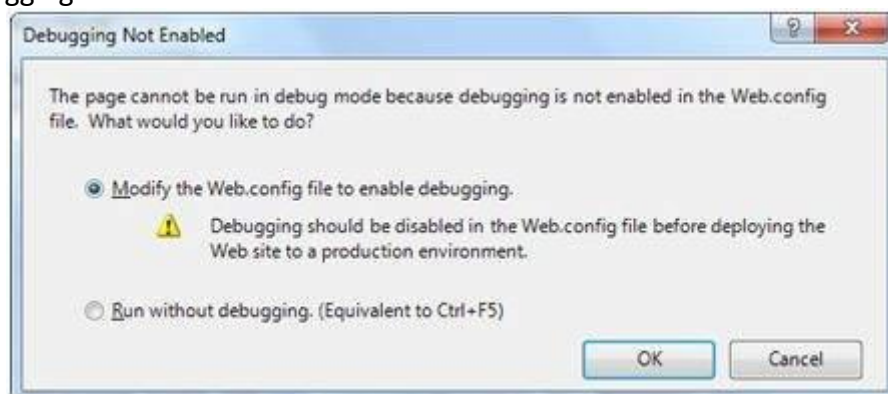 Debugging Not Enabled
The page cannot be run in debug mode because debugging is not enabled in the Web.config
file. What would you like to do?
Modify the Web.config file to enable debugging.
Debugging should be disabled in the Web.config file before deploying the
Web site to a production environment.
Run without debugging. (Equivalent to Ctrl+F5)
OK
Cancel